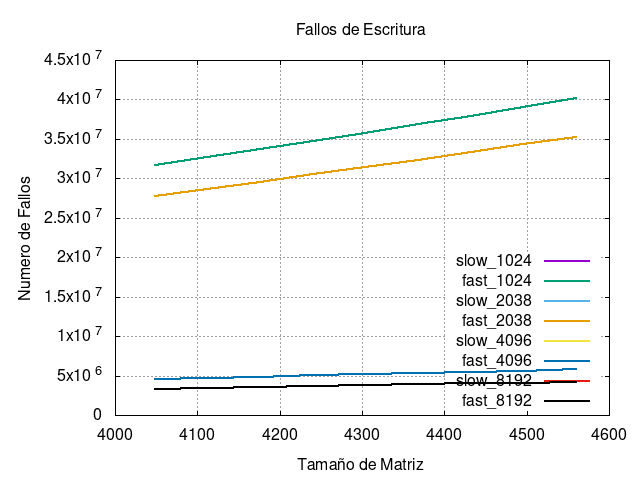 Fallos de Escritura
4.5x10 7
4x10 7
3.5x10 7
3x10 7
2.5x10 7
2x10 7
1.5x10 7
1x10 7
5x10 6
0
4000 4100 4200 4300 4400 4500 4600
Numero de Fallos
Tamaño de Matriz
slow_1024
fast_1024
slow_2038
fast_2038
slow_4096
fast_4096
slow_8192
fast_8192